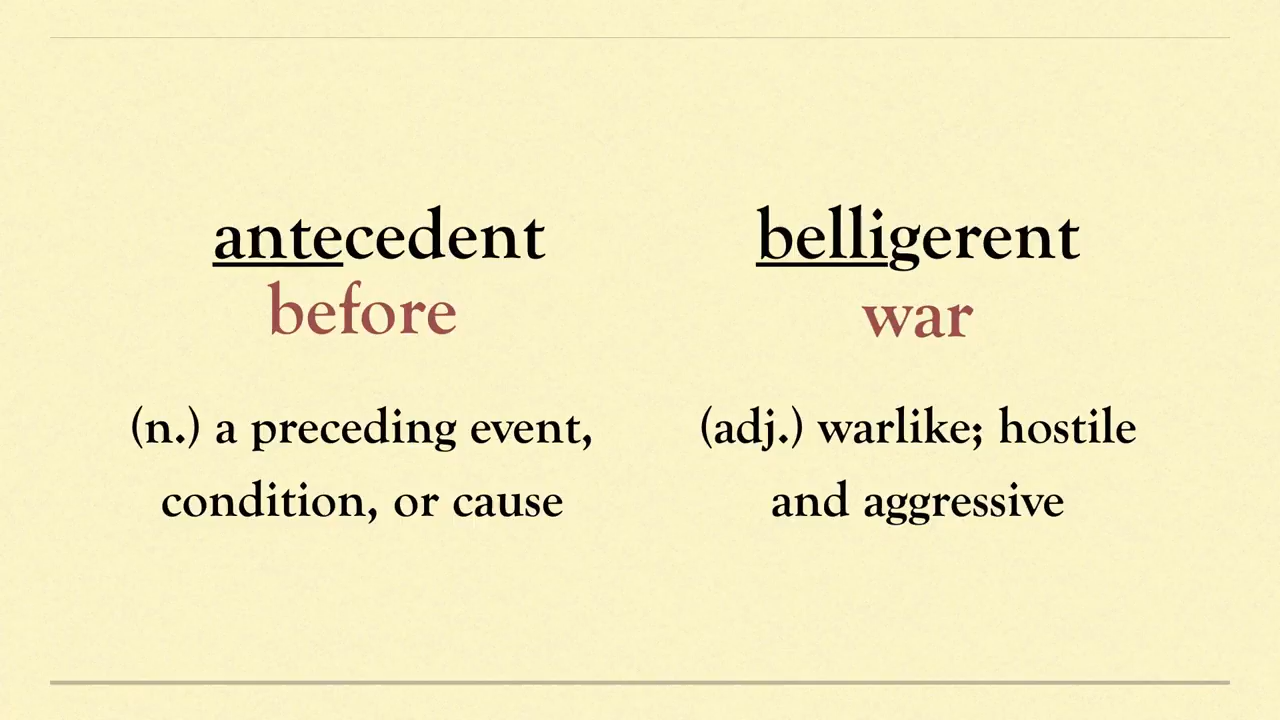 antecedent
before
(n.) a preceding event,
condition, or cause
belligerent
war
(adj.) warlike; hostile
and aggressive